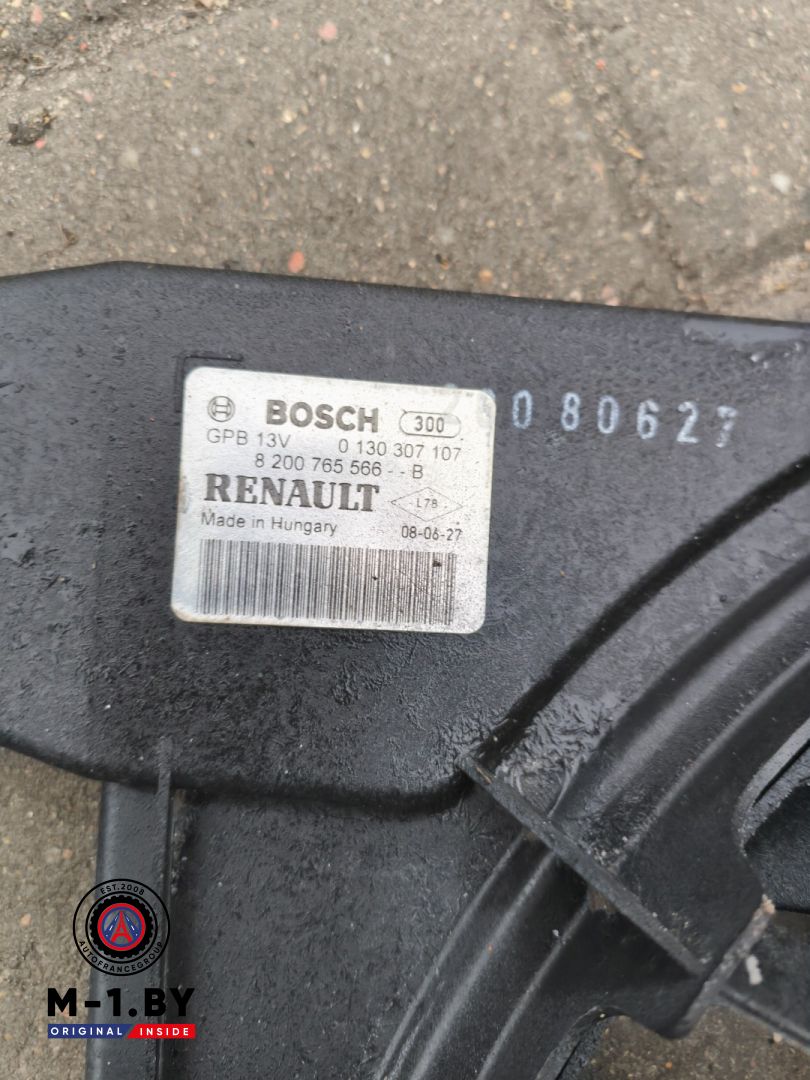 BOSCH 300
GPB 13V 0 130 307 107
8 200 765 566 - - B
RENAULT L78
Made in Hungary 08-06-27
080627
EST.2008
A
AUTOFRANCEGROUP
M-1.BY
ORIGINAL INSIDE